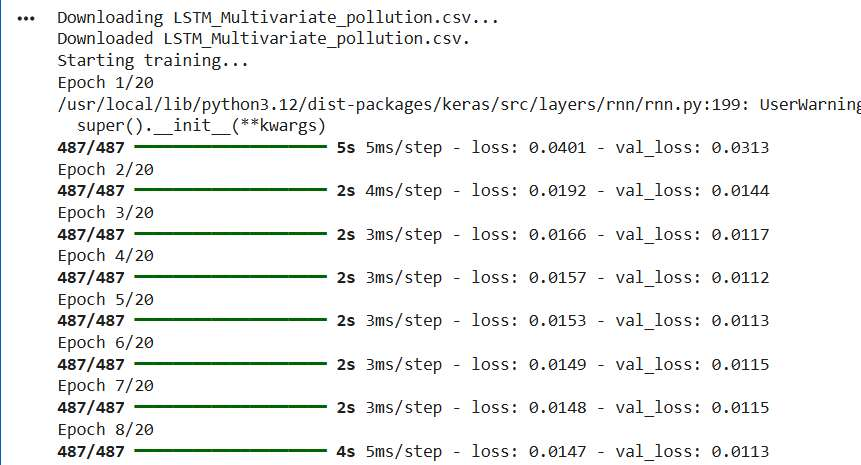 Downloading LSTM_Multivariate_pollution.csv...
Downloaded LSTM_Multivariate_pollution.csv.
Starting training...
Epoch 1/20
/usr/local/lib/python3.12/dist-packages/keras/src/layers/rnn/rnn.py:199: UserWarning
super().__init__(**kwargs)
487/487 5s 5ms/step - loss: 0.0401 - val_loss: 0.0313
Epoch 2/20
487/487 2s 4ms/step - loss: 0.0192 - val_loss: 0.0144
Epoch 3/20
487/487 2s 3ms/step - loss: 0.0166 - val_loss: 0.0117
Epoch 4/20
487/487 2s 3ms/step - loss: 0.0157 - val_loss: 0.0112
Epoch 5/20
487/487 2s 3ms/step - loss: 0.0153 - val_loss: 0.0113
Epoch 6/20
487/487 2s 3ms/step - loss: 0.0149 - val_loss: 0.0115
Epoch 7/20
487/487 2s 3ms/step - loss: 0.0148 - val_loss: 0.0115
Epoch 8/20
487/487 4s 5ms/step - loss: 0.0147 - val_loss: 0.0113